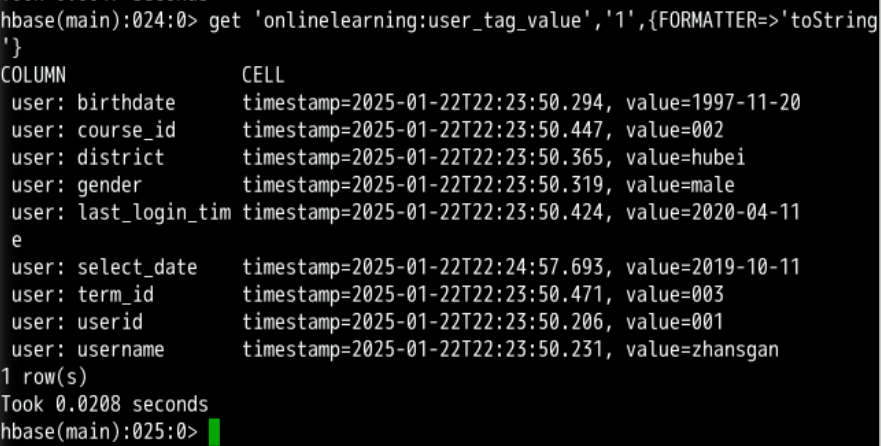 hbase(main):024:0> get 'onlinelearning:user_tag_value','1',{FORMATTER=>'toString
'}
COLUMN CELL
user: birthdate timestamp=2025-01-22T22:23:50.294, value=1997-11-20
user: course_id timestamp=2025-01-22T22:23:50.447, value=002
user: district timestamp=2025-01-22T22:23:50.365, value=hubei
user: gender timestamp=2025-01-22T22:23:50.319, value=male
user: last_login_tim timestamp=2025-01-22T22:23:50.424, value=2020-04-11
e
user: select_date timestamp=2025-01-22T22:24:57.693, value=2019-10-11
user: term_id timestamp=2025-01-22T22:23:50.471, value=003
user: userid timestamp=2025-01-22T22:23:50.206, value=001
user: username timestamp=2025-01-22T22:23:50.231, value=zhansgan
1 row(s)
Took 0.0208 seconds
hbase(main):025:0>